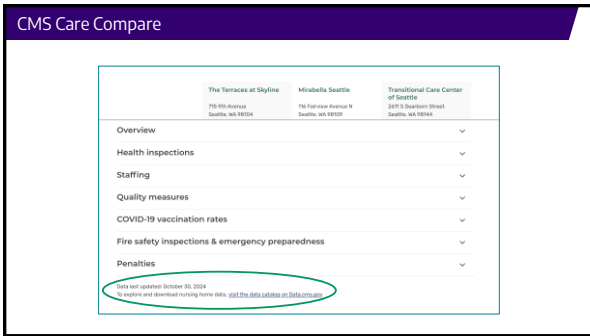 CMS Care Compare
The Terraces at Skyline
715 9th Avenue
Seattle, WA 98104
Mirabella Seattle
116 Fairview Avenue N
Seattle, WA 98109
Transitional Care Center
of Seattle
2611 S Dearborn Street
Seattle, WA 98144
Overview
Health inspections
Staffing
Quality measures
COVID-19 vaccination rates
Fire safety inspections & emergency preparedness
Penalties
Data last updated: October 30, 2024
To explore and download nursing home data, visit the data catalog on Data.cms.gov